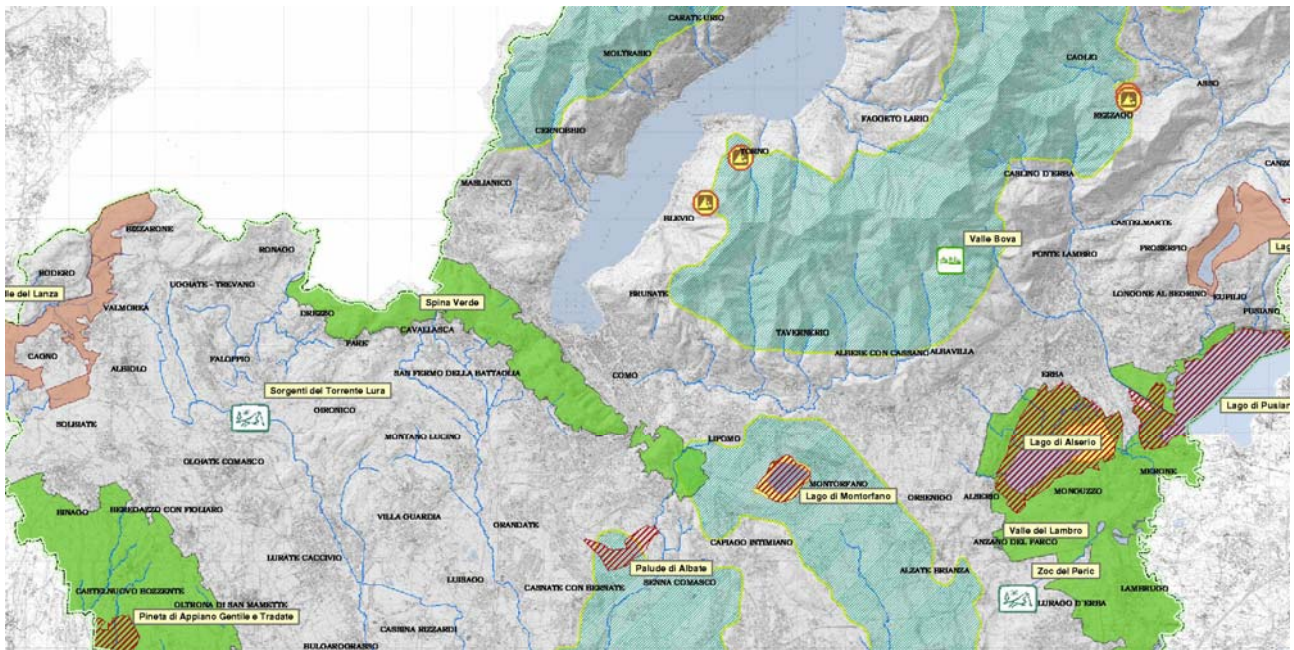 CARATE URIO
MOLTRASIO
CAGLIO
ASSO
REZZAGO
FAGGETO LARIO
CERNOBBIO
TORNO
CANZO
CASLINO D'ERBA
MASLIANICO
BLEVIO
CASTELMARTE
BIZZARONE
Valle Bova
PROSERPIO
RONAGO
PONTE LAMBRO
RODERO
UGGIATE - TREVANO
lle del Lanza
BRUNATE
LONGONE AL SEGRINO
EUPILIO
Spina Verde
VALMOREA
DREZZO
PUSIANO
CAVALLASCA
TAVERNERIO
PARE'
ALBESE CON CASSANO
ALBAVILLA
CAGNO
FALOPPIO
ALBIOLO
SAN FERMO DELLA BATTAGLIA
COMO
ERBA
Sorgenti del Torrente Lura
GIRONICO
Lago di Pusian
SOLBIATE
MONTANO LUCINO
LIPOMO
Lago di Alserio
OLGIATE COMASCO
MERONE
MONTORFANO
Lago di Montorfano
ORSENIGO
ALSERIO
MONGUZZO
BINAGO
BEREGAZZO CON FIGLIARO
VILLA GUARDIA
GRANDATE
Valle del Lambro
CAPIAGO INTIMIANO
ANZANO DEL PARCO
LURATE CACCIVIO
Palude di Albate
ALZATE BRIANZA
Zoc del Peric
LUISAGO
CASNATE CON BERNATE
SENNA COMASCO
LAMBRUGO
CASTELNUOVO BOZZENTE
OLTRONA DI SAN MAMETTE
LURAGO D'ERBA
Pineta di Appiano Gentile e Tradate
CASSINA RIZZARDI
BULGAROGRASSO